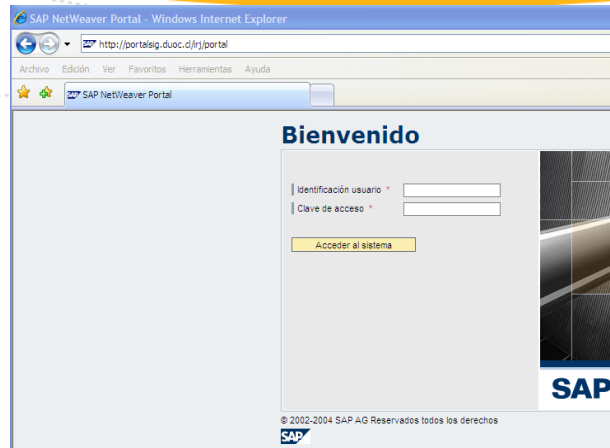 SAP NetWeaver Portal - Windows Internet Explorer
SAP http://portalsig.duoc.cl/irj/portal
Archivo Edición Ver Favoritos Herramientas Ayuda
SAP SAP NetWeaver Portal
Bienvenido
Identificación usuario *
Clave de acceso *
Acceder al sistema
SAP
© 2002-2004 SAP AG Reservados todos los derechos
SAP